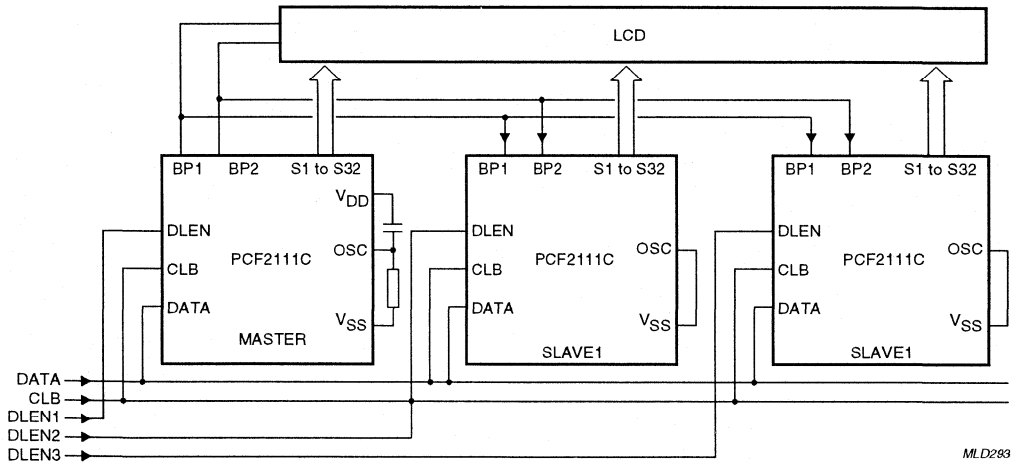 LCD
BP1 BP2 S1 to S32
BP1 BP2 S1 to S32
BP1 BP2 S1 to S32
VDD
DLEN
OSC
PCF2111C
CLB
DATA
VSS
MASTER
DLEN
OSC
PCF2111C
CLB
DATA
VSS
SLAVE1
DLEN
OSC
PCF2111C
CLB
DATA
VSS
SLAVE1
DATA
CLB
DLEN1
DLEN2
DLEN3
MLD293